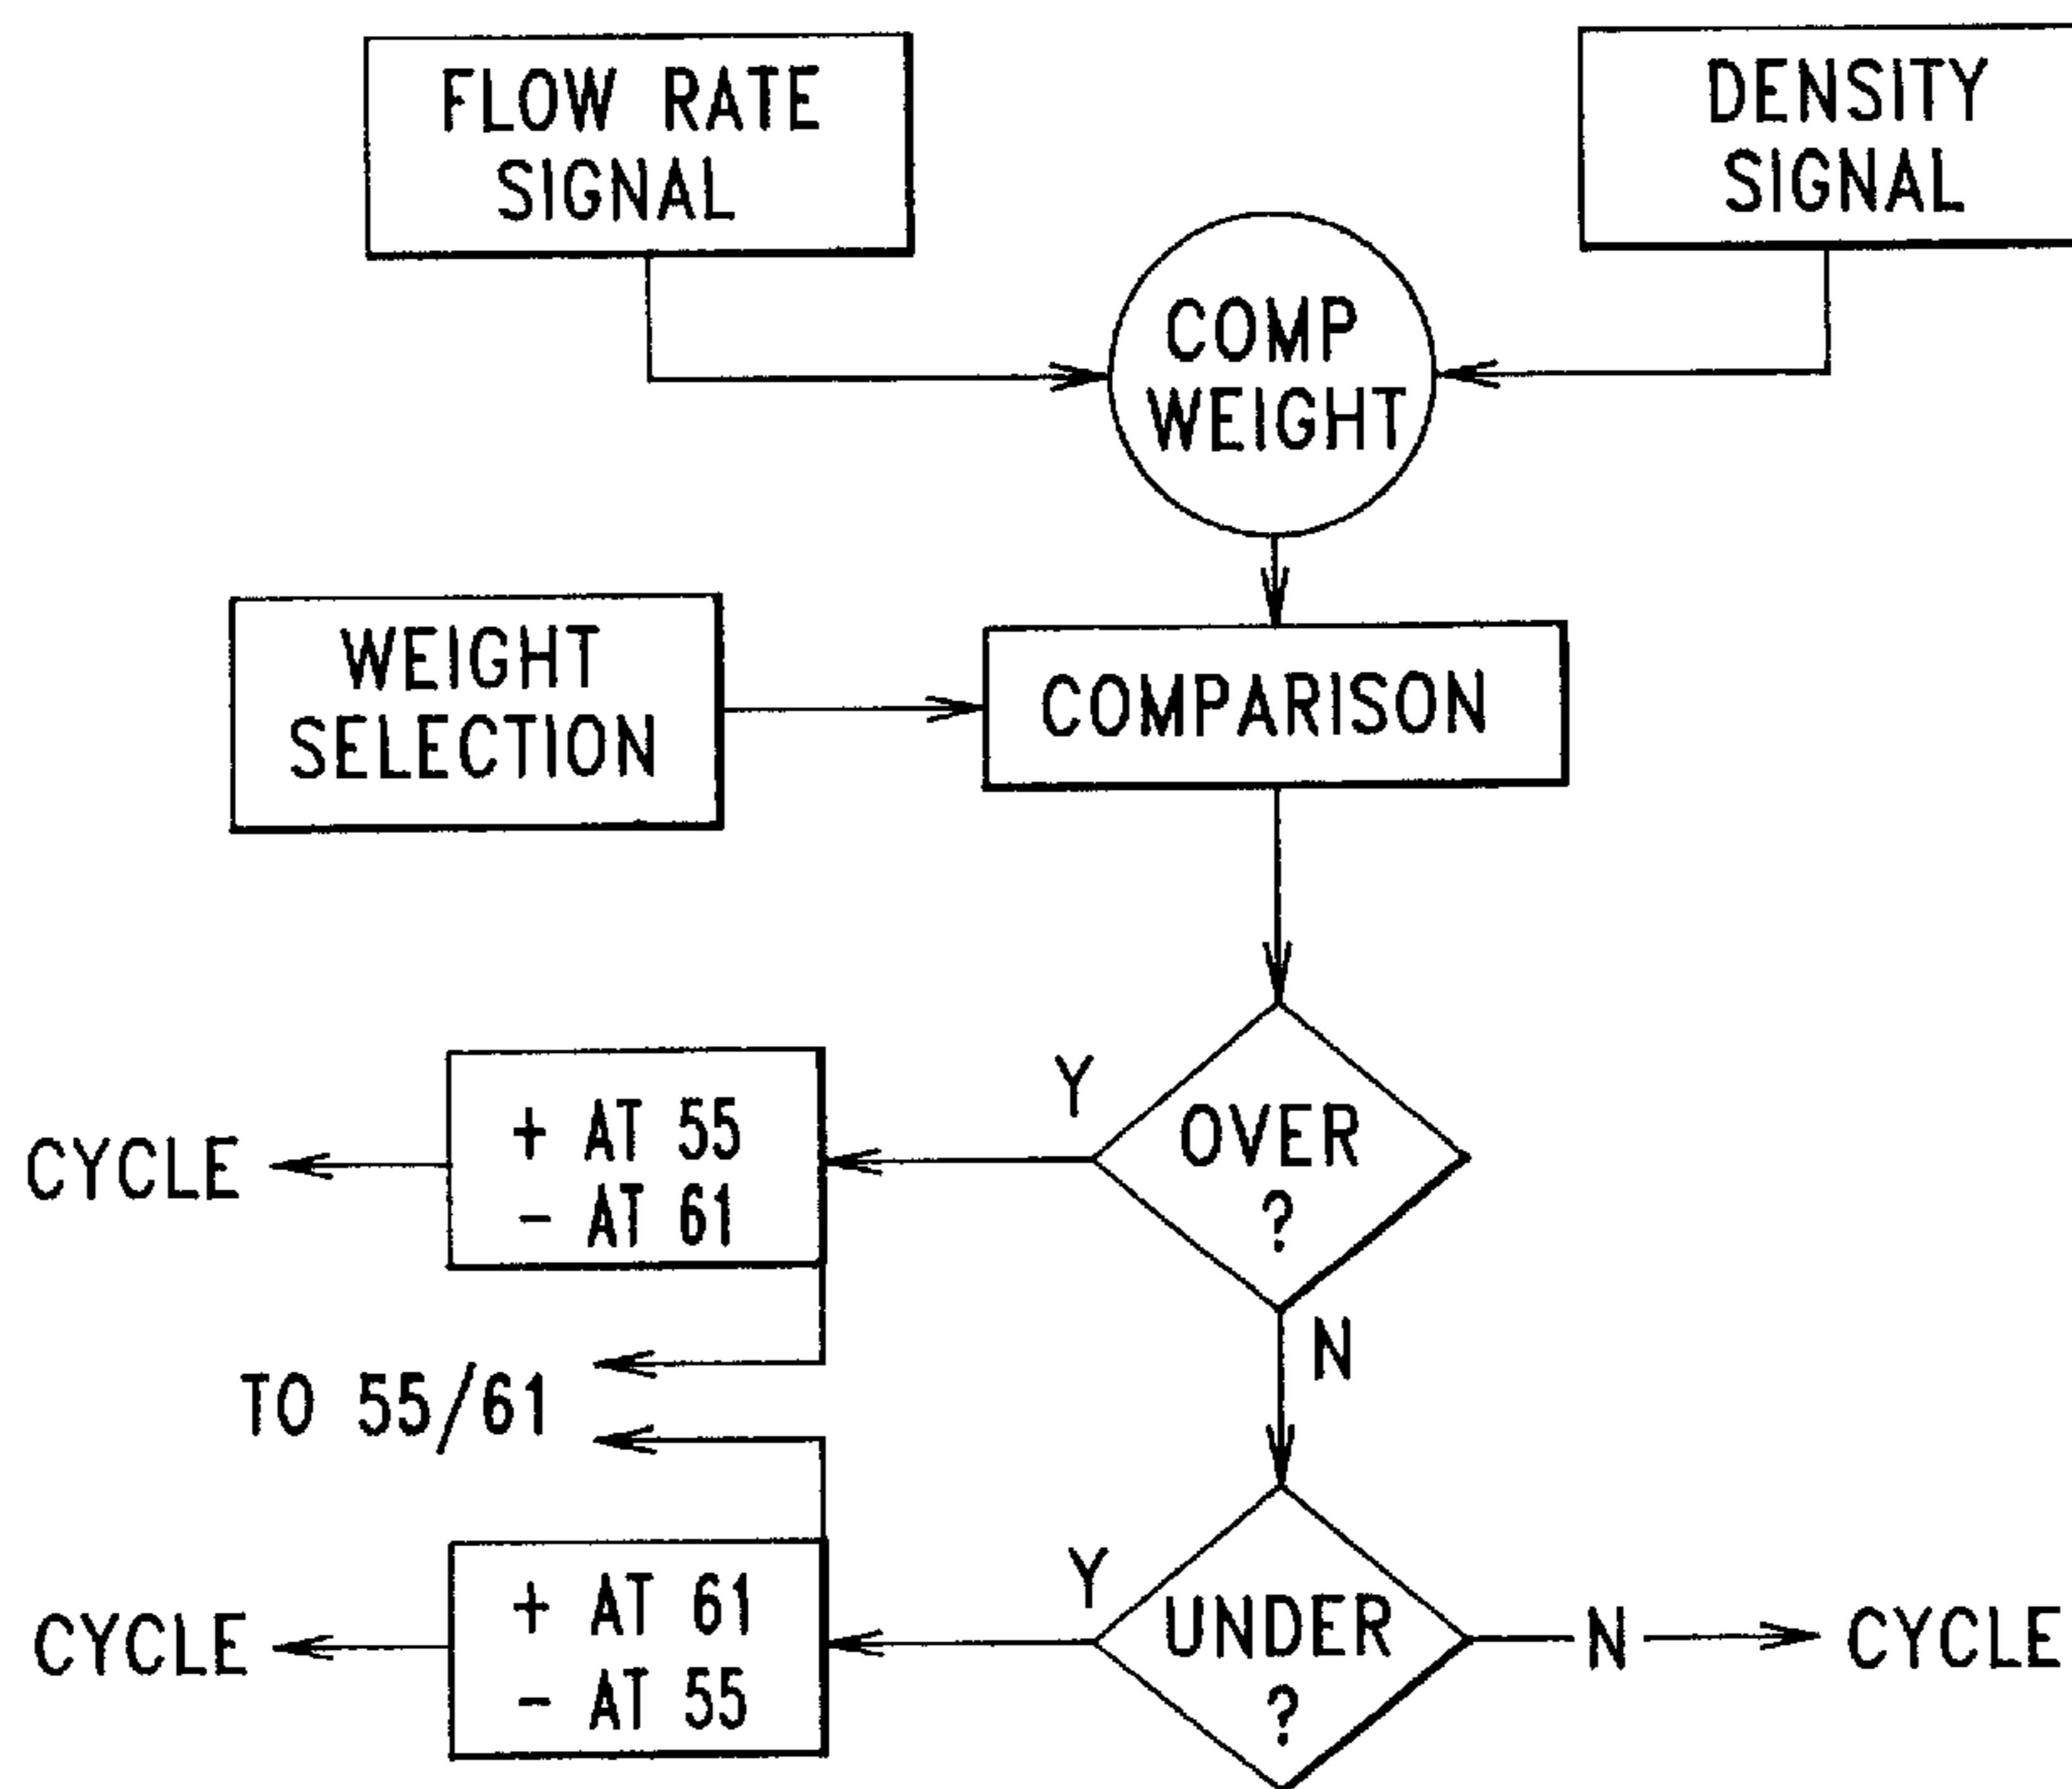 FLOW RATE
SIGNAL
DENSITY
SIGNAL
COMP
WEIGHT
WEIGHT
SELECTION
COMPARISON
Y
OVER
?
+ AT 55
- AT 61
CYCLE
N
TO 55/61
Y
UNDER
?
+ AT 61
- AT 55
CYCLE
N
CYCLE